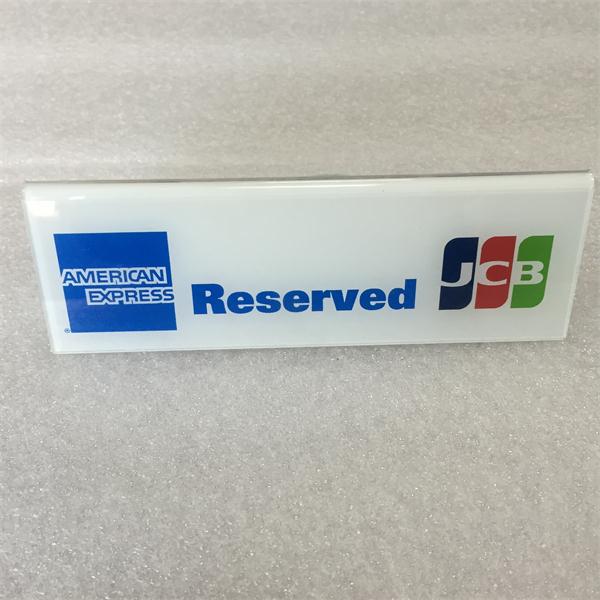 AMERICAN
EXPRESS
®
Reserved
JCB